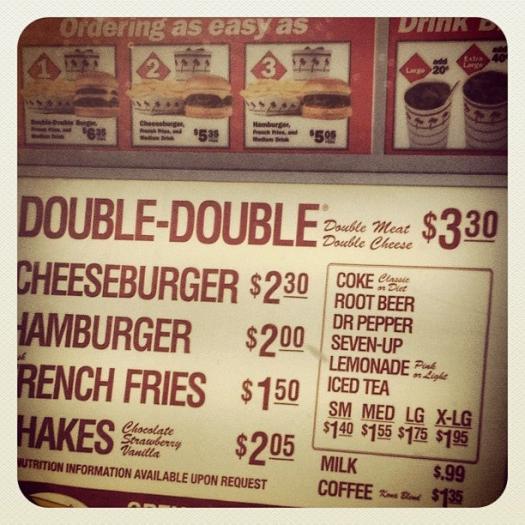 Ordering as easy as
Drink
1
2
3
Double-Double Burger,
French Fries, and
Medium Drink
$6 35
Cheeseburger,
French Fries, and
Medium Drink
$5 35
Hamburger,
French Fries, and
Medium Drink
$5 05
Large
add
20¢
Extra
Large
add
40¢
DOUBLE-DOUBLE® Double Meat Double Cheese $3 30
CHEESEBURGER $2 30
HAMBURGER $2 00
RENCH FRIES $1 50
HAKES Chocolate Strawberry Vanilla $2 05
NUTRITION INFORMATION AVAILABLE UPON REQUEST
COKE Classic or Diet
ROOT BEER
DR PEPPER
SEVEN-UP
LEMONADE Pink or Light
ICED TEA
SM MED LG X-LG
$1 40 $1 55 $1 75 $1 95
MILK $.99
COFFEE Kona Blend $1 35